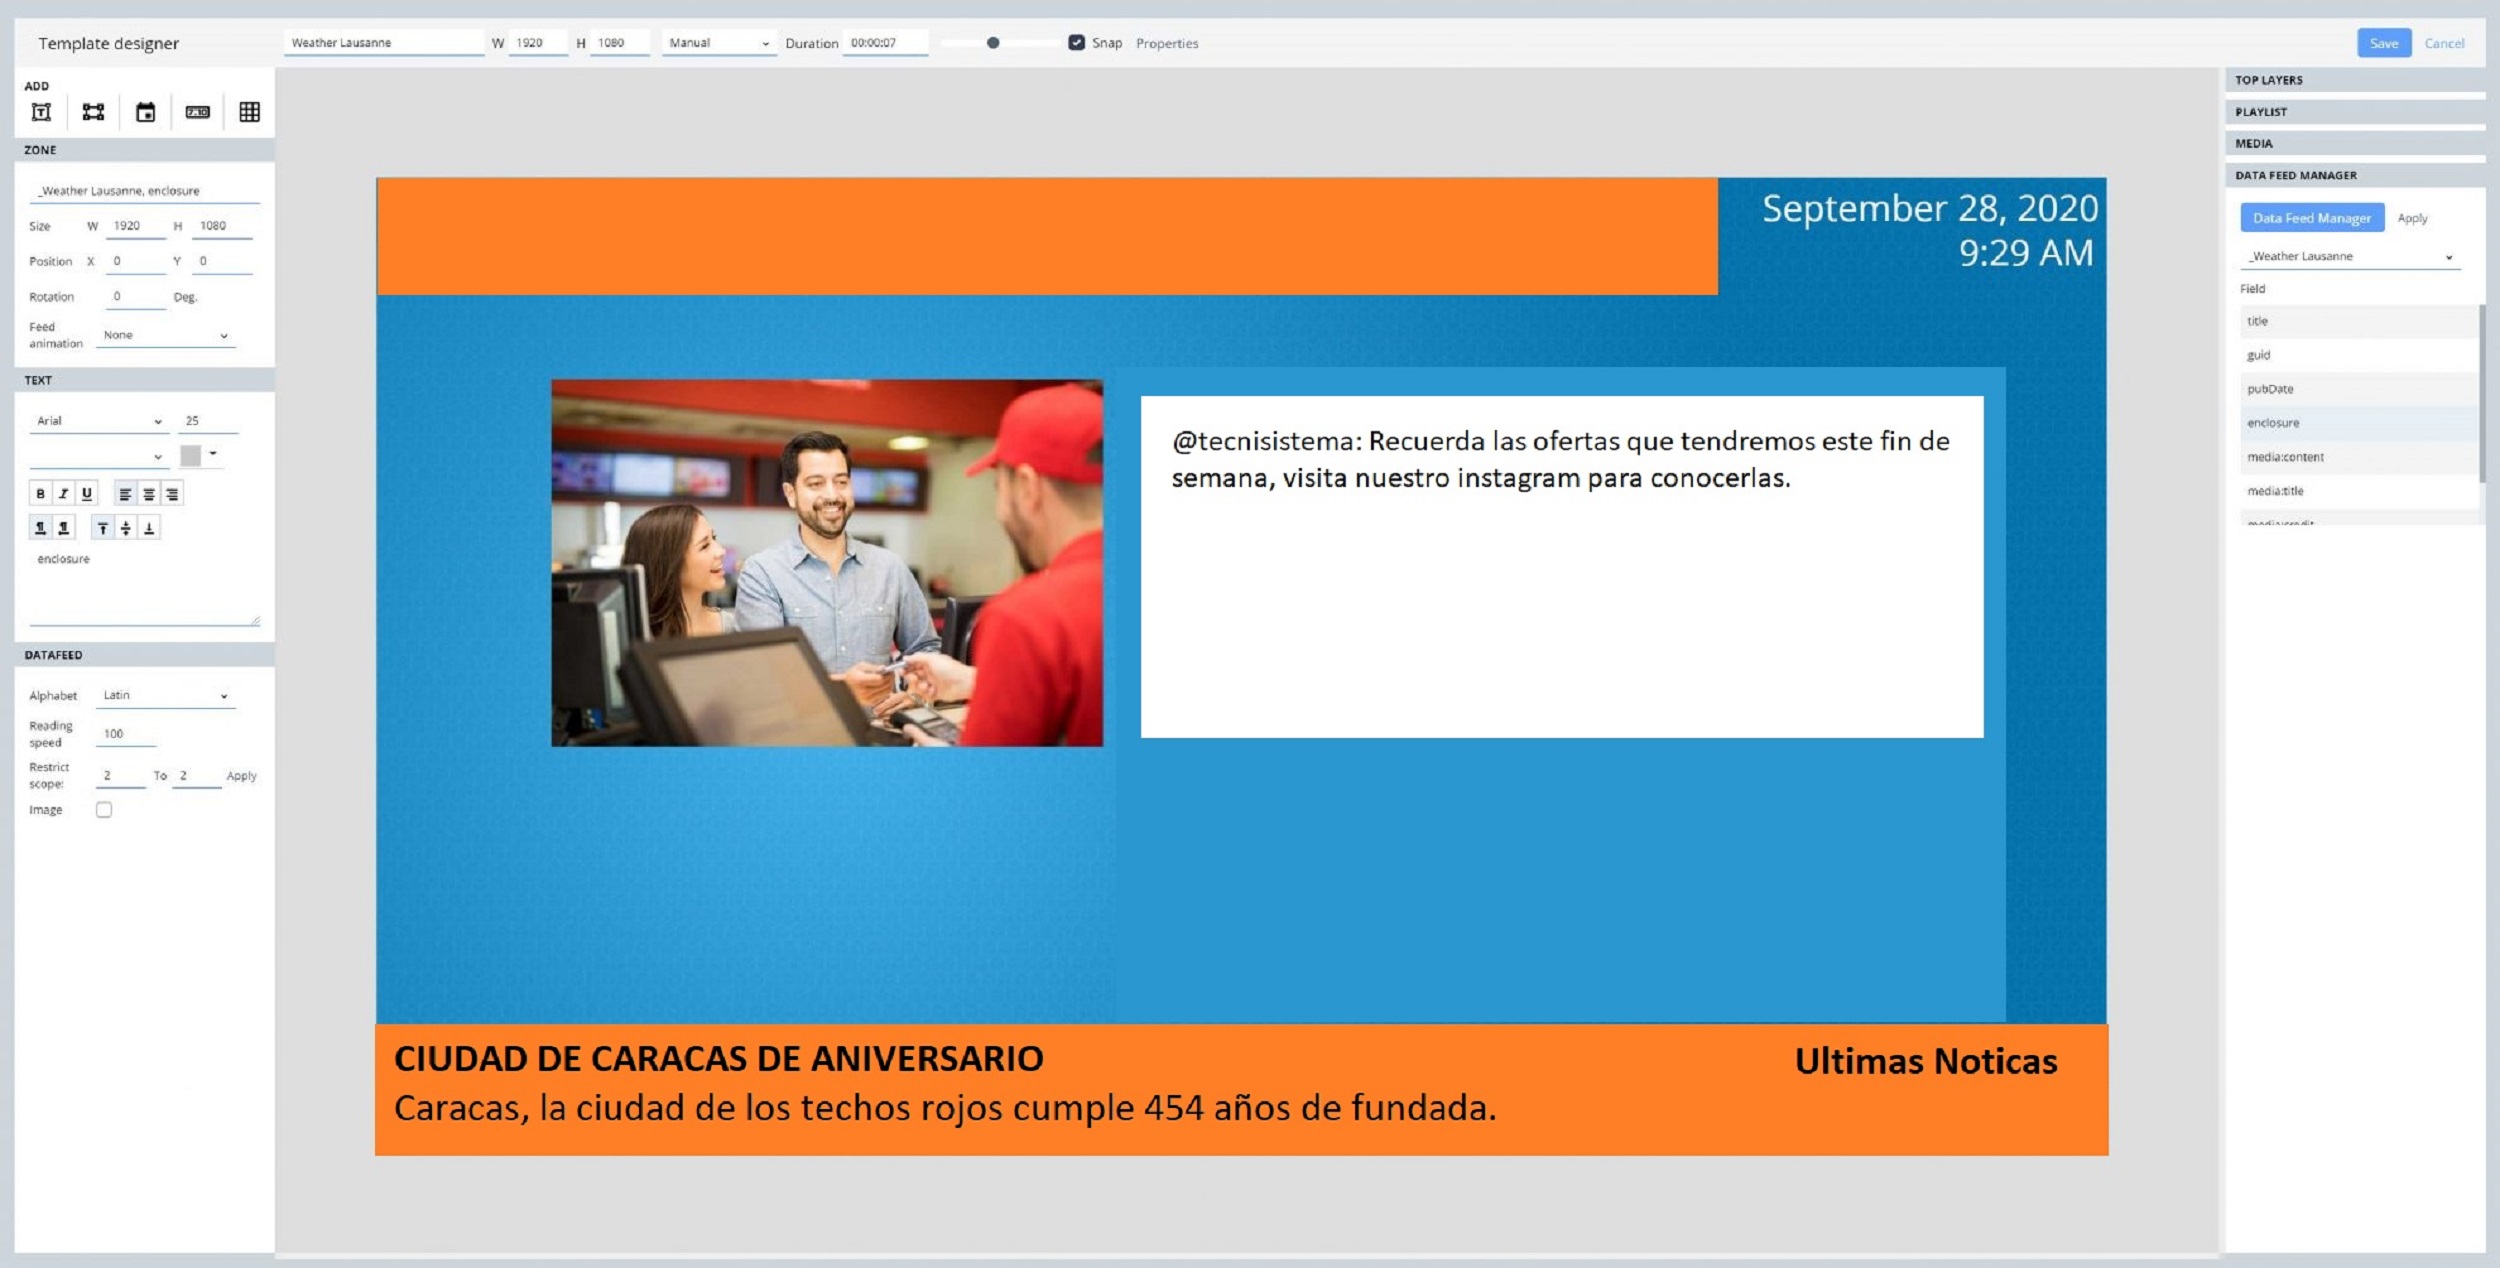 Template designer
Weather Lausanne
W 1920 H 1080 Manual Duration 00:00:07 Snap Properties
Save Cancel
ADD
ZONE
_Weather Lausanne, enclosure
Size W 1920 H 1080
Position X 0 Y 0
Rotation 0 Deg.
Feed
animation None
TEXT
Arial 25
B I U
enclosure
DATAFEED
Alphabet Latin
Reading
speed 100
Restrict
scope: 2 To 2 Apply
Image
September 28, 2020
9:29 AM
@tecnisistema: Recuerda las ofertas que tendremos este fin de
semana, visita nuestro instagram para conocerlas.
CIUDAD DE CARACAS DE ANIVERSARIO
Ultimas Noticas
Caracas, la ciudad de los techos rojos cumple 454 años de fundada.
TOP LAYERS
PLAYLIST
MEDIA
DATA FEED MANAGER
Data Feed Manager Apply
_Weather Lausanne
Field
title
guid
pubDate
enclosure
media:content
media:title